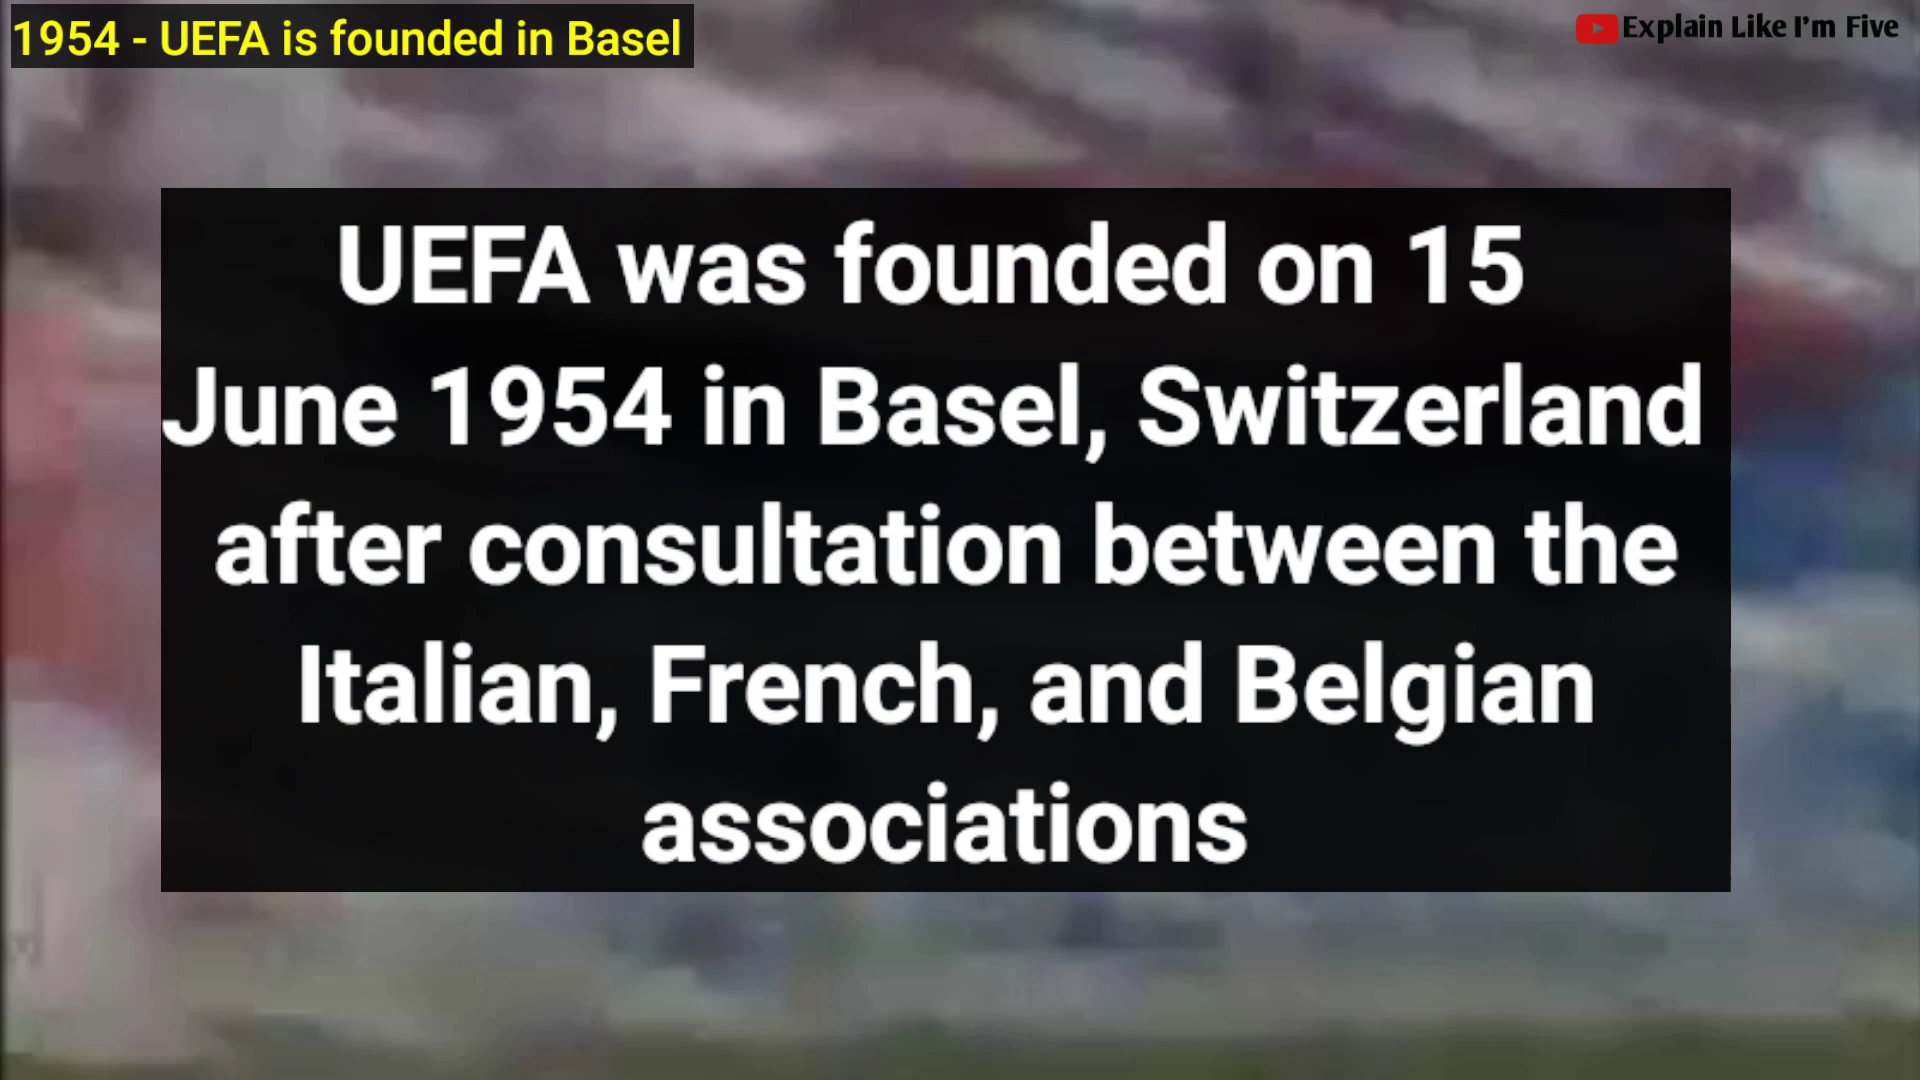 1954 - UEFA is founded in Basel
Explain Like I'm Five
UEFA was founded on 15
June 1954 in Basel, Switzerland
after consultation between the
Italian, French, and Belgian
associations